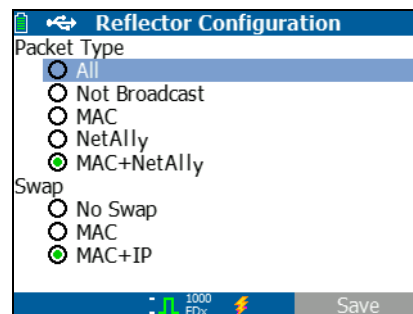 Reflector Configuration
Packet Type
All
Not Broadcast
MAC
NetAlly
MAC+NetAlly
Swap
No Swap
MAC
MAC+IP
1000
FDx
Save